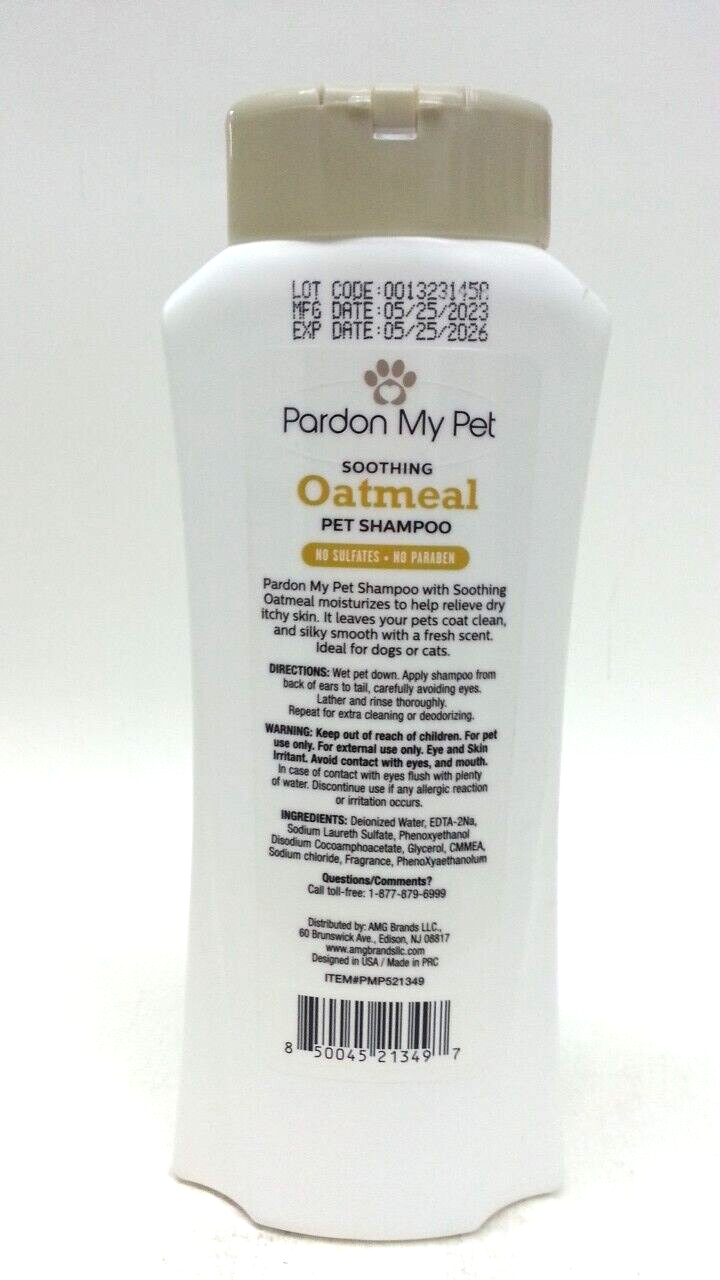 LOT CODE:001323145A
MFG DATE:05/25/2023
EXP DATE:05/25/2026
Pardon My Pet
SOOTHING
Oatmeal
PET SHAMPOO
NO SULFATES • NO PARABEN
Pardon My Pet Shampoo with Soothing
Oatmeal moisturizes to help relieve dry
itchy skin. It leaves your pets coat clean,
and silky smooth with a fresh scent.
Ideal for dogs or cats.
DIRECTIONS: Wet pet down. Apply shampoo from
back of ears to tail, carefully avoiding eyes.
Lather and rinse thoroughly.
Repeat for extra cleaning or deodorizing.
WARNING: Keep out of reach of children. For pet
use only. For external use only. Eye and Skin
Irritant. Avoid contact with eyes, and mouth.
In case of contact with eyes flush with plenty
of water. Discontinue use if any allergic reaction
or irritation occurs.
INGREDIENTS: Deionized Water, EDTA-2Na,
Sodium Laureth Sulfate, Phenoxyethanol
Disodium Cocoamphoacetate, Glycerol, CMMEA,
Sodium chloride, Fragrance, PhenoXyaethanolum
Questions/Comments?
Call toll-free: 1-877-879-6999
Distributed by: AMG Brands LLC.,
60 Brunswick Ave., Edison, NJ 08817
www.amgbrandsllc.com
Designed in USA / Made in PRC
ITEM#PMP521349
8 50045 21349 7